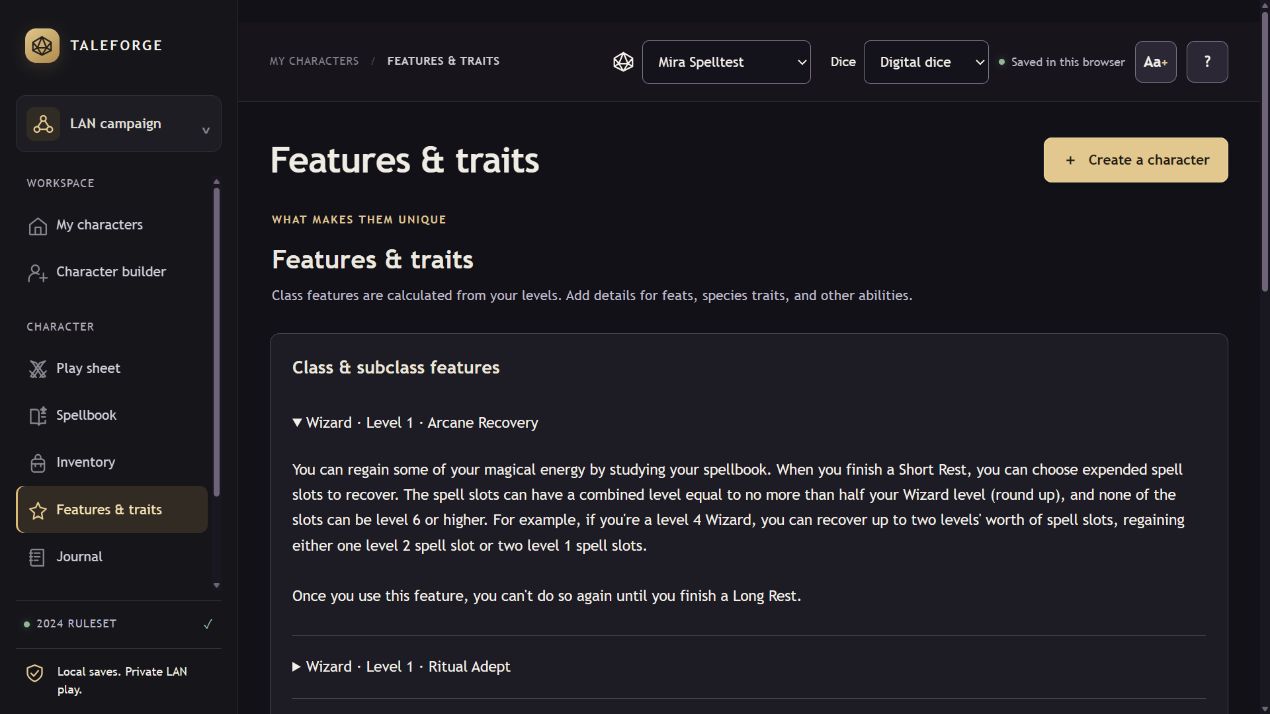 TALEFORGE
LAN campaign
WORKSPACE
My characters
Character builder
CHARACTER
Play sheet
Spellbook
Inventory
Features & traits
Journal
2024 RULESET
Local saves. Private LAN
play.
MY CHARACTERS / FEATURES & TRAITS
Mira Spelltest
Dice
Digital dice
Saved in this browser
Aa+
?
Features & traits
+ Create a character
WHAT MAKES THEM UNIQUE
Features & traits
Class features are calculated from your levels. Add details for feats, species traits, and other abilities.
Class & subclass features
Wizard · Level 1 · Arcane Recovery
You can regain some of your magical energy by studying your spellbook. When you finish a Short Rest, you can choose expended spell
slots to recover. The spell slots can have a combined level equal to no more than half your Wizard level (round up), and none of the
slots can be level 6 or higher. For example, if you're a level 4 Wizard, you can recover up to two levels' worth of spell slots, regaining
either one level 2 spell slot or two level 1 spell slots.
Once you use this feature, you can't do so again until you finish a Long Rest.
Wizard · Level 1 · Ritual Adept